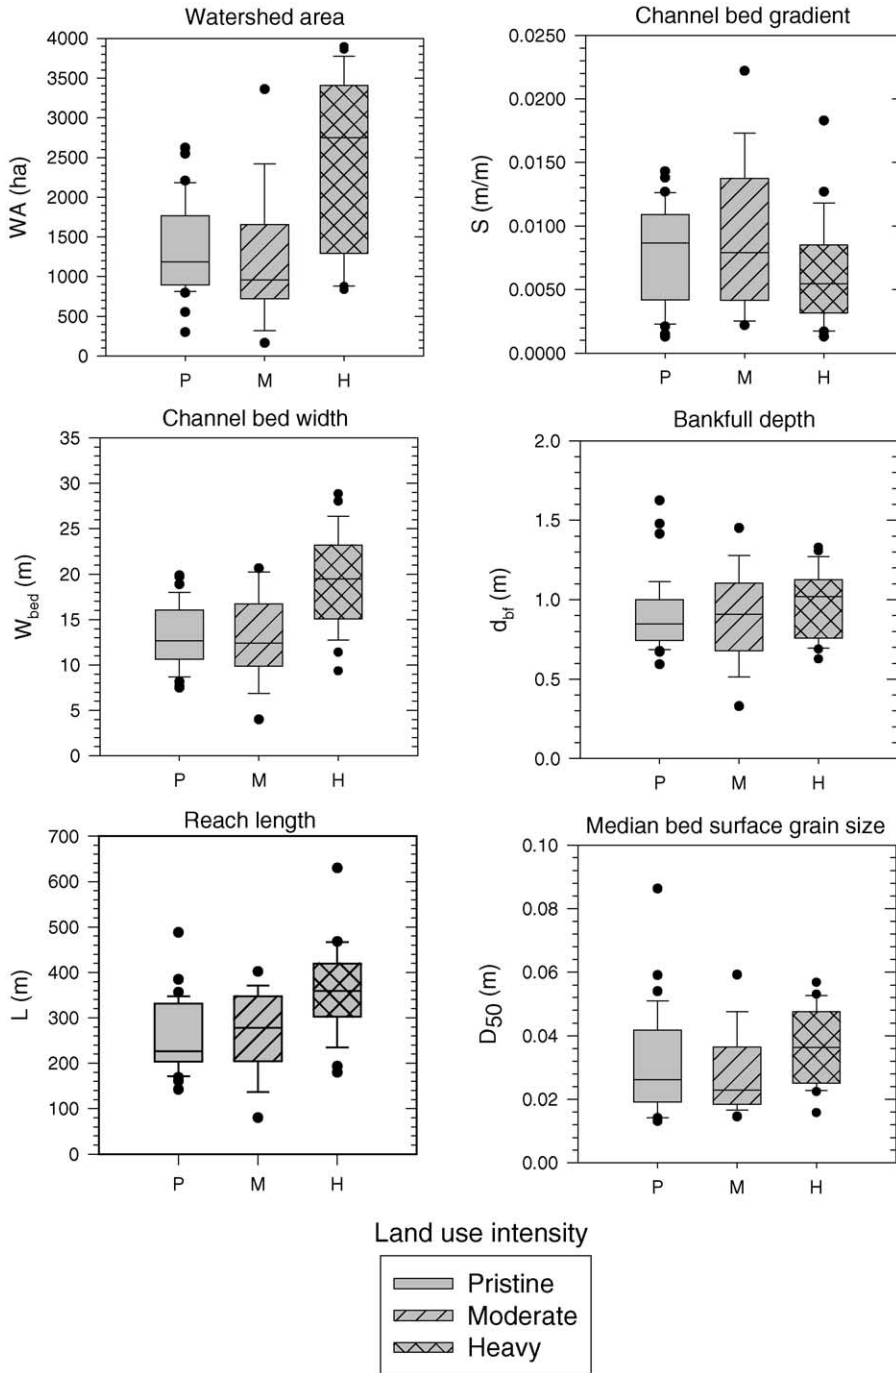 Watershed area
WA (ha)
4000
3500
3000
2500
2000
1500
1000
500
0
P M H
Channel bed gradient
S (m/m)
0.0250
0.0200
0.0150
0.0100
0.0050
0.0000
P M H
Channel bed width
W_bed (m)
35
30
25
20
15
10
5
0
P M H
Bankfull depth
d_bf (m)
2.0
1.5
1.0
0.5
0.0
P M H
Reach length
L (m)
700
600
500
400
300
200
100
0
P M H
Median bed surface grain size
D50 (m)
0.10
0.08
0.06
0.04
0.02
0.00
P M H
Land use intensity
Pristine
Moderate
Heavy